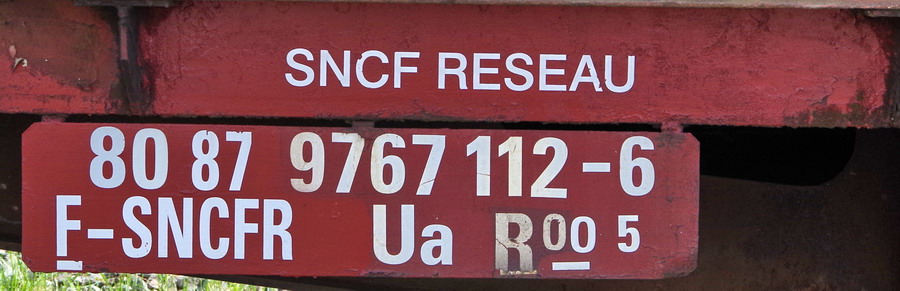 SNCF RESEAU
80 87 9767 112-6
F-SNCFR Ua R00 5